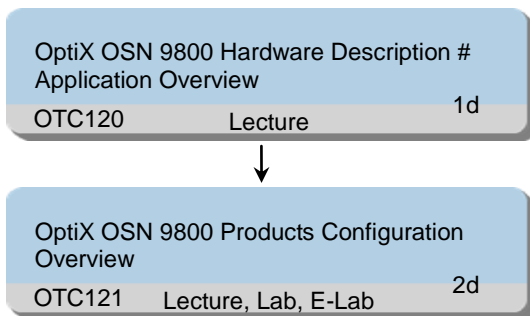 OptiX OSN 9800 Hardware Description #
Application Overview
1d
OTC120 Lecture
OptiX OSN 9800 Products Configuration
Overview
2d
OTC121 Lecture, Lab, E-Lab